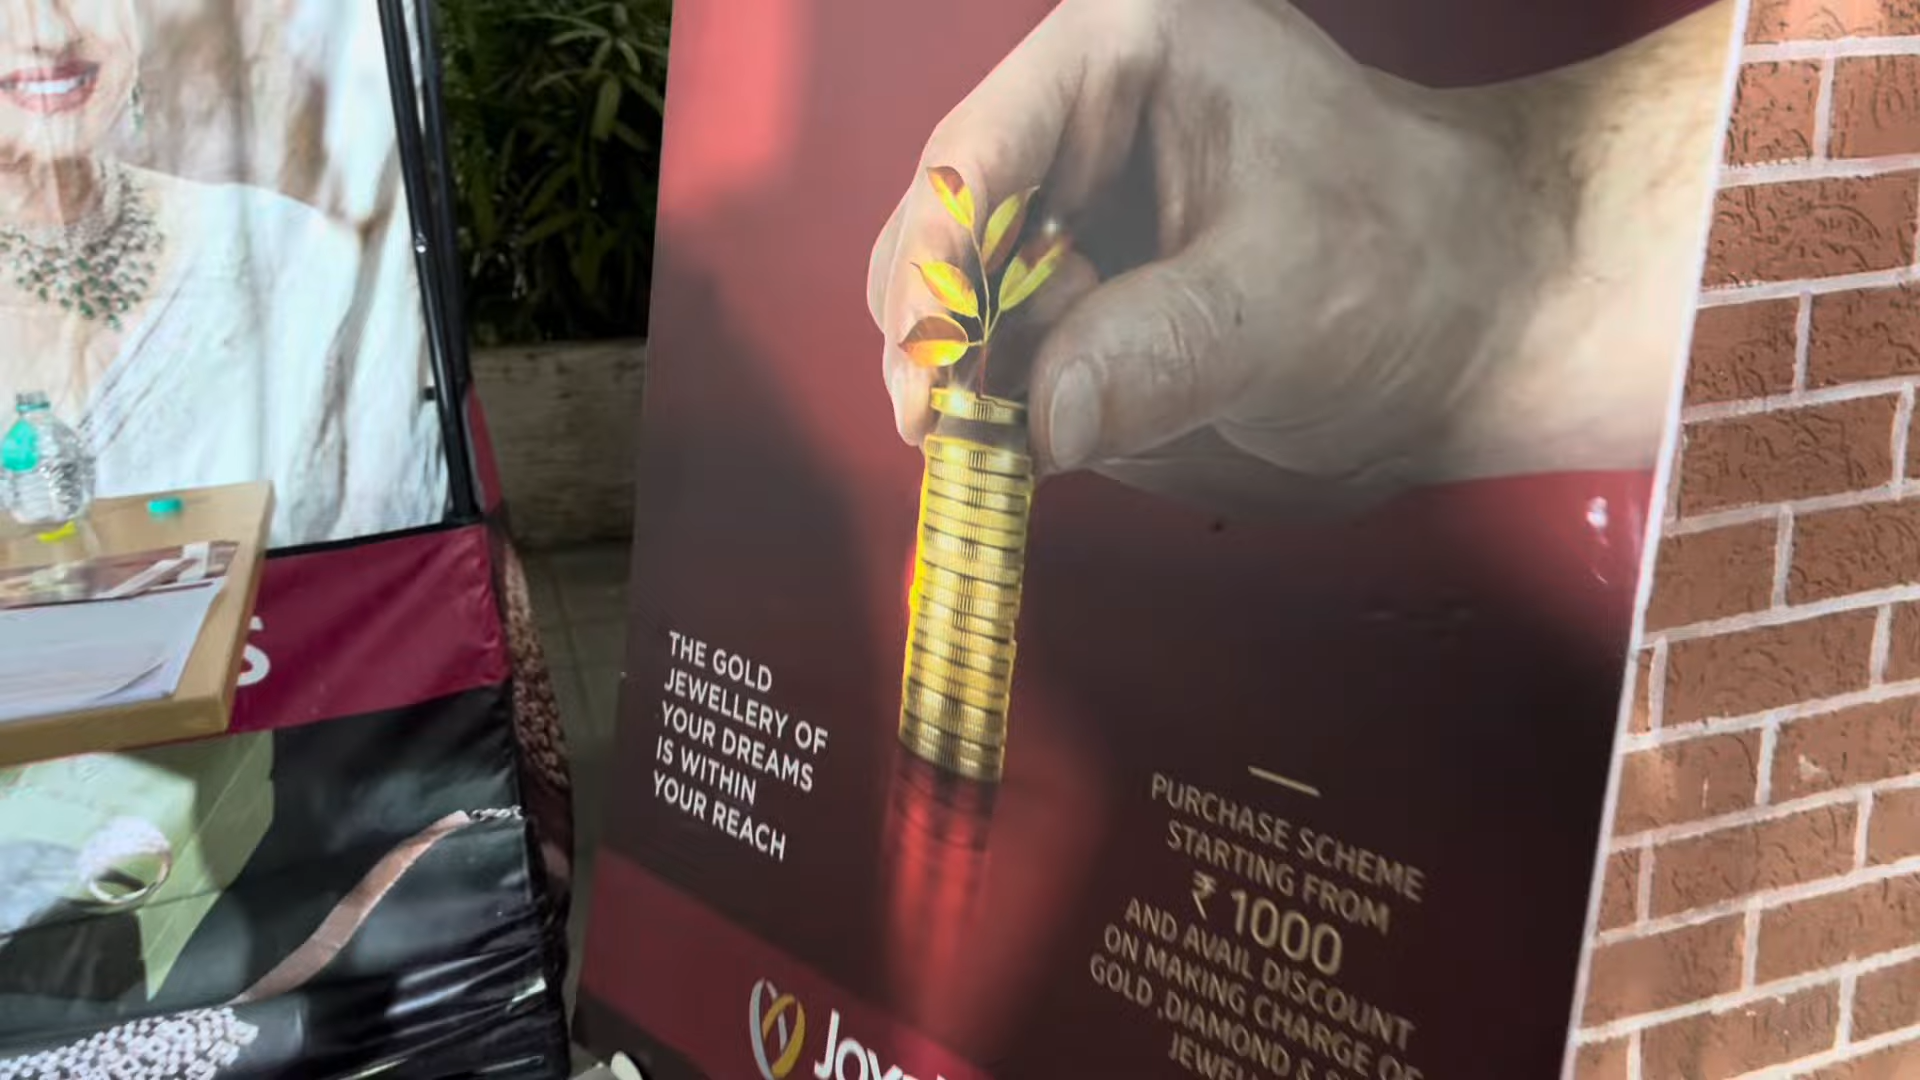 S
THE GOLD
JEWELLERY OF
YOUR DREAMS
IS WITHIN
YOUR REACH
PURCHASE SCHEME
STARTING FROM
₹ 1000
AND AVAIL DISCOUNT
ON MAKING CHARGE OF
GOLD ,DIAMOND &